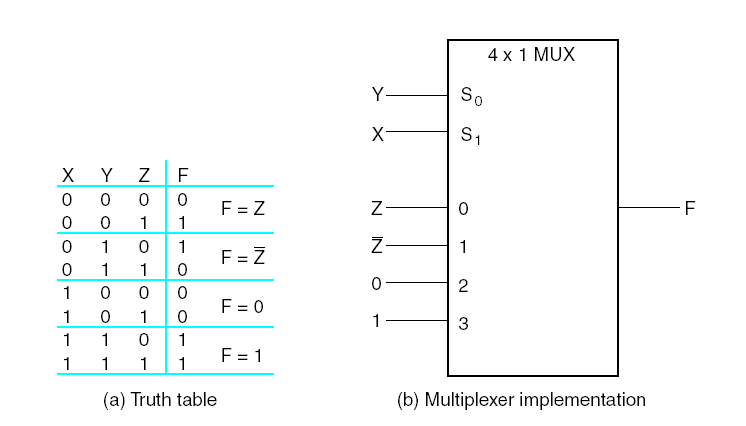 X Y Z F
0 0 0 0
F = Z
0 0 1 1
0 1 0 1
F = Z̅
0 1 1 0
1 0 0 0
F = 0
1 0 1 0
1 1 0 1
F = 1
1 1 1 1
(a) Truth table
4 x 1 MUX
Y S₀
X S₁
Z 0 F
Z̅ 1
0 2
1 3
(b) Multiplexer implementation